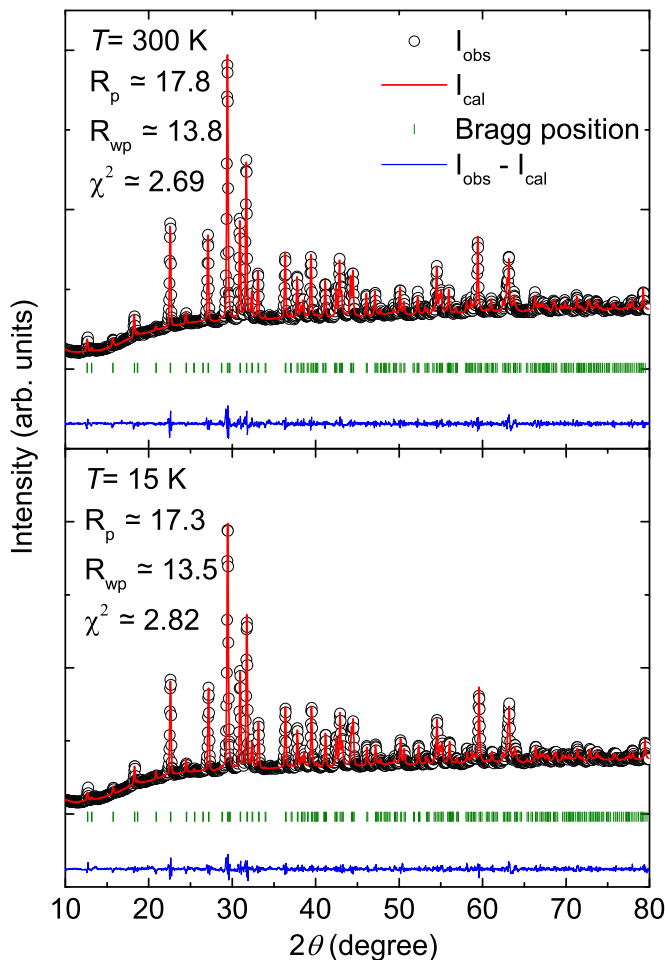 T= 300 K
R_p ≃ 17.8
R_wp ≃ 13.8
χ² ≃ 2.69
I_obs
I_cal
Bragg position
I_obs - I_cal
Intensity (arb. units)
T= 15 K
R_p ≃ 17.3
R_wp ≃ 13.5
χ² ≃ 2.82
10 20 30 40 50 60 70 80
2θ (degree)